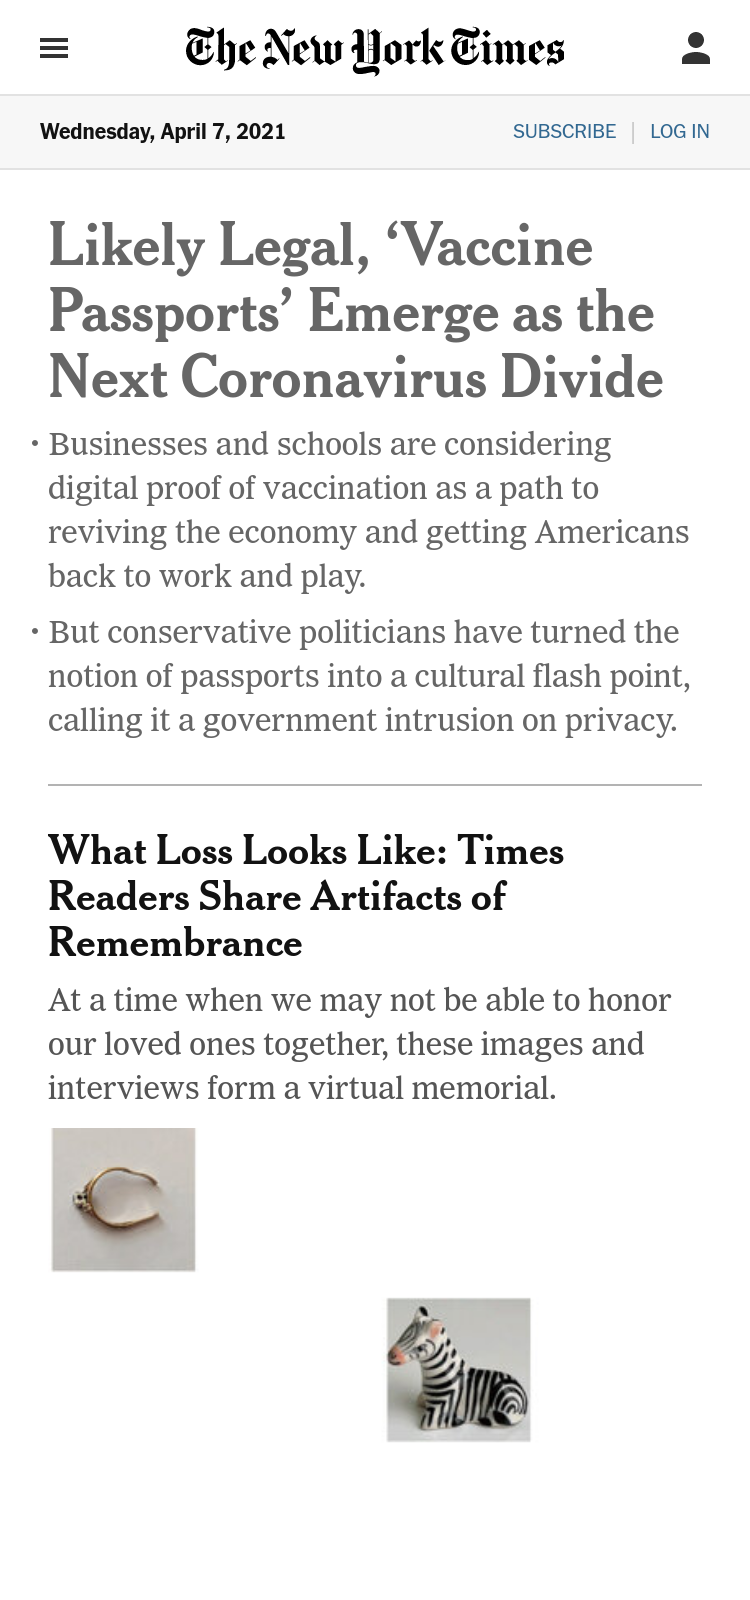 The New York Times
Wednesday, April 7, 2021
SUBSCRIBE | LOG IN
Likely Legal, ‘Vaccine
Passports’ Emerge as the
Next Coronavirus Divide
• Businesses and schools are considering
digital proof of vaccination as a path to
reviving the economy and getting Americans
back to work and play.
• But conservative politicians have turned the
notion of passports into a cultural flash point,
calling it a government intrusion on privacy.
What Loss Looks Like: Times
Readers Share Artifacts of
Remembrance
At a time when we may not be able to honor
our loved ones together, these images and
interviews form a virtual memorial.